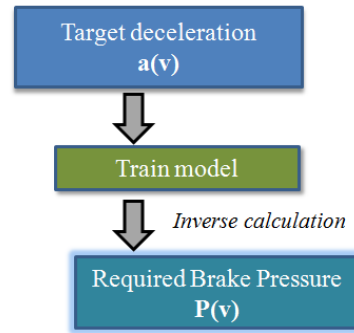 Target deceleration
a(v)
Train model
Inverse calculation
Required Brake Pressure
P(v)